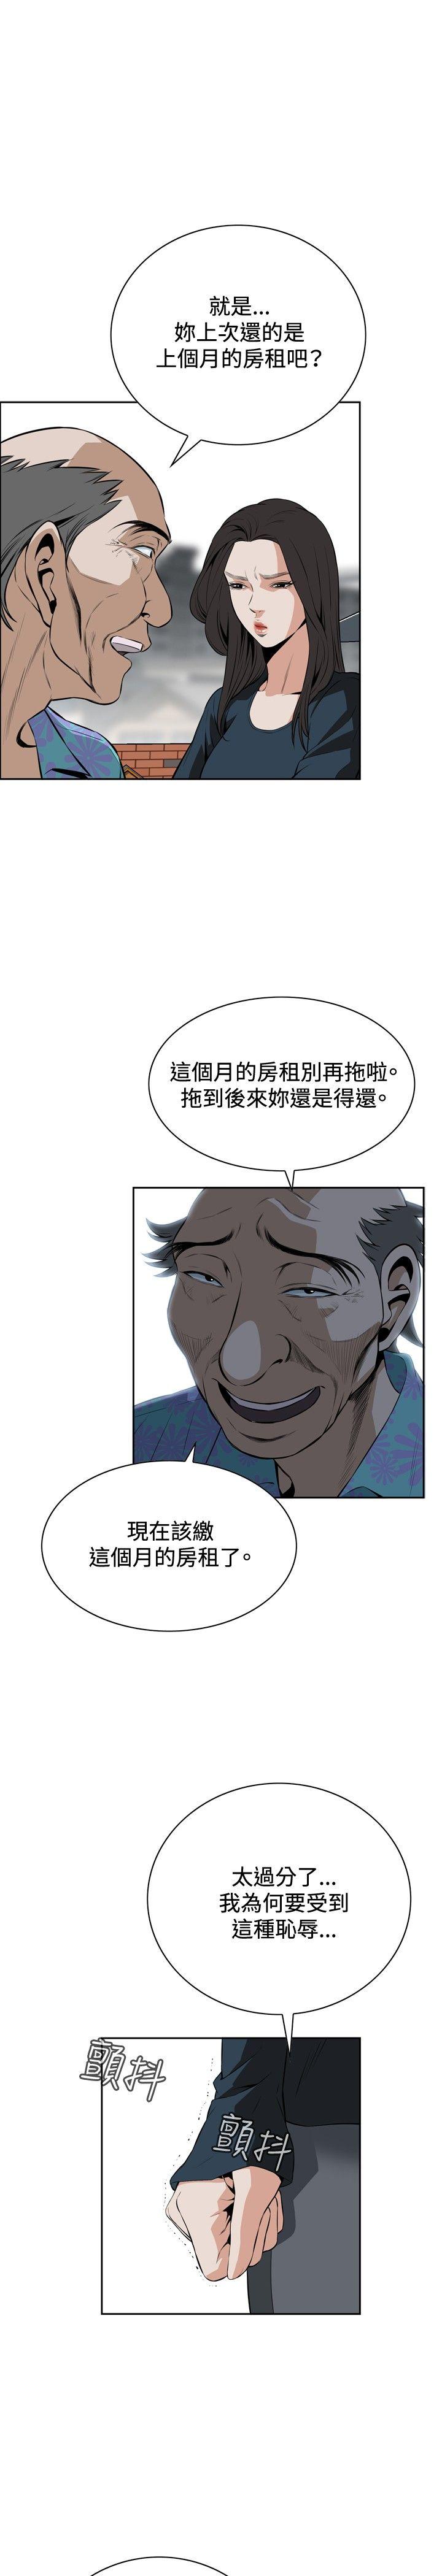 就是...
妳上次還的是
上個月的房租吧?
這個月的房租別再拖啦。
拖到後來妳還是得還。
現在該繳
這個月的房租了。
太過分了...
我為何要受到
這種恥辱...
顫抖
顫抖